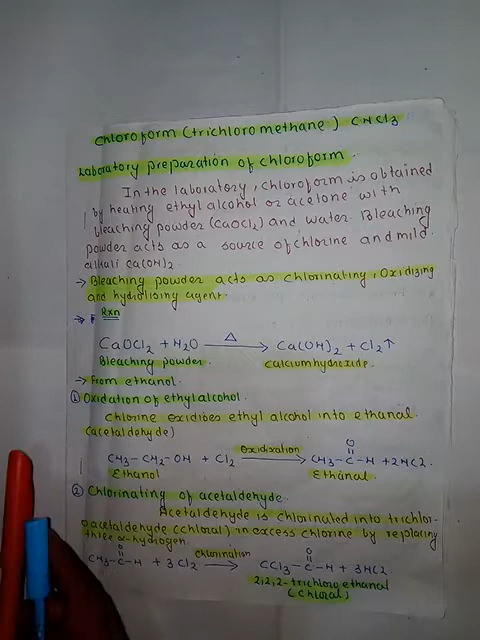 Chloroform (trichloromethane) CHCl3
Laboratory preparation of chloroform.
In the laboratory, chloroform is obtained
by heating ethyl alcohol or acetone with
bleaching powder (CaOCl2) and water. Bleaching
powder acts as a source of chlorine and mild
alkali Ca(OH)2.
→ Bleaching powder acts as chlorinating, Oxidizing
and hydrolising agent.
Rxn
CaOCl2 + H2O —Δ→ Ca(OH)2 + Cl2↑
Bleaching powder. calcium hydroxide.
→ From ethanol.
① Oxidation of ethyl alcohol.
Chlorine oxidises ethyl alcohol into ethanal.
(acetaldehyde)
Oxidisation O
CH3-CH2-OH + Cl2 → CH3-C-H + 2HCl.
Ethanol Ethanal
② Chlorinating of acetaldehyde.
Acetaldehyde is chlorinated into trichlor-
oacetaldehyde (chloral) in excess chlorine by replacing
three α-hydrogen.
O chlorination O
CH3-C-H + 3Cl2 → CCl3-C-H + 3HCl
2,2,2-trichloroethanal
(chloral)